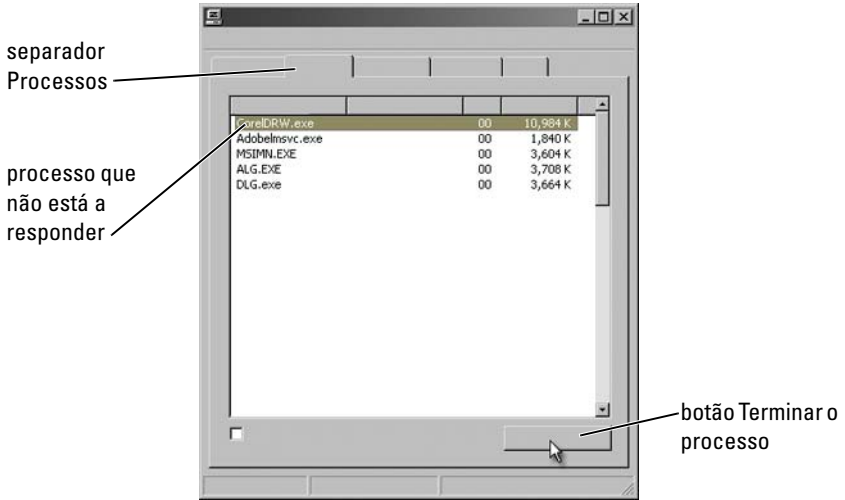 separador
Processos
CorelDRW.exe 00 10,984 K
AdobeImsvc.exe 00 1,840 K
MSIMN.EXE 00 3,604 K
ALG.EXE 00 3,708 K
DLG.exe 00 3,664 K
processo que
não está a
responder
botão Terminar o
processo